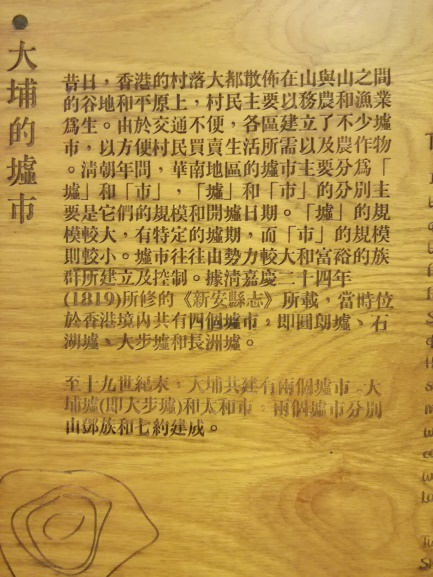 大埔的墟市
昔日，香港的村落大都散佈在山與山之間
的谷地和平原上，村民主要以務農和漁業
為生。由於交通不便，各區建立了不少墟
市，以方便村民買賣生活所需以及農作物
。清朝年間，華南地區的墟市主要分為「
墟」和「市」，「墟」和「市」的分別主
要是它們的規模和開墟日期。「墟」的規
模較大，有特定的墟期，而「市」的規模
則較小。墟市往往由勢力較大和富裕的族
群所建立及控制。據清嘉慶二十四年
(1819)所修的《新安縣志》所載，當時位
於香港境內共有四個墟市，即圓朗墟、石
湖墟、大步墟和長洲墟。
至十九世紀末，大埔共建有兩個墟市，大
埔墟(即大步墟)和太和市，兩個墟市分別
由鄧族和七約建成。